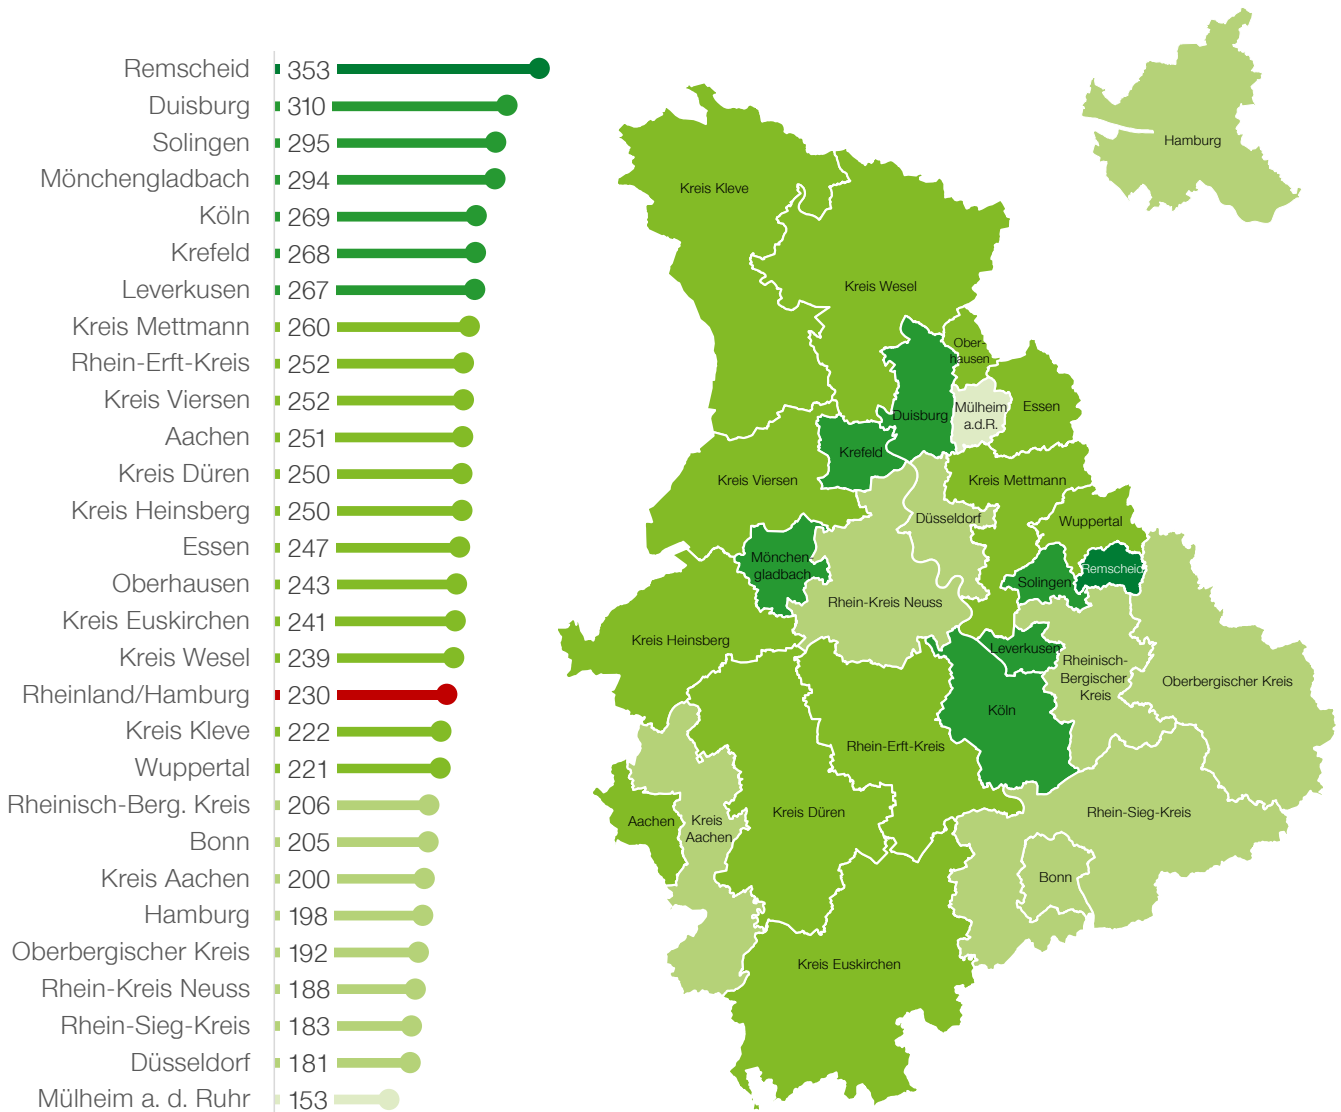 Remscheid 353
Duisburg 310
Solingen 295
Mönchengladbach 294
Köln 269
Krefeld 268
Leverkusen 267
Kreis Mettmann 260
Rhein-Erft-Kreis 252
Kreis Viersen 252
Aachen 251
Kreis Düren 250
Kreis Heinsberg 250
Essen 247
Oberhausen 243
Kreis Euskirchen 241
Kreis Wesel 239
Rheinland/Hamburg 230
Kreis Kleve 222
Wuppertal 221
Rheinisch-Berg. Kreis 206
Bonn 205
Kreis Aachen 200
Hamburg 198
Oberbergischer Kreis 192
Rhein-Kreis Neuss 188
Rhein-Sieg-Kreis 183
Düsseldorf 181
Mülheim a. d. Ruhr 153
Hamburg
Kreis Kleve
Kreis Wesel
Ober-
hausen
Duisburg
Mülheim
a.d.R.
Essen
Krefeld
Kreis Viersen
Kreis Mettmann
Düsseldorf
Wuppertal
Mönchen
gladbach
Remscheid
Solingen
Rhein-Kreis Neuss
Kreis Heinsberg
Leverkusen
Rheinisch-
Bergischer
Kreis
Oberbergischer Kreis
Köln
Rhein-Erft-Kreis
Aachen
Kreis
Aachen
Kreis Düren
Rhein-Sieg-Kreis
Bonn
Kreis Euskirchen